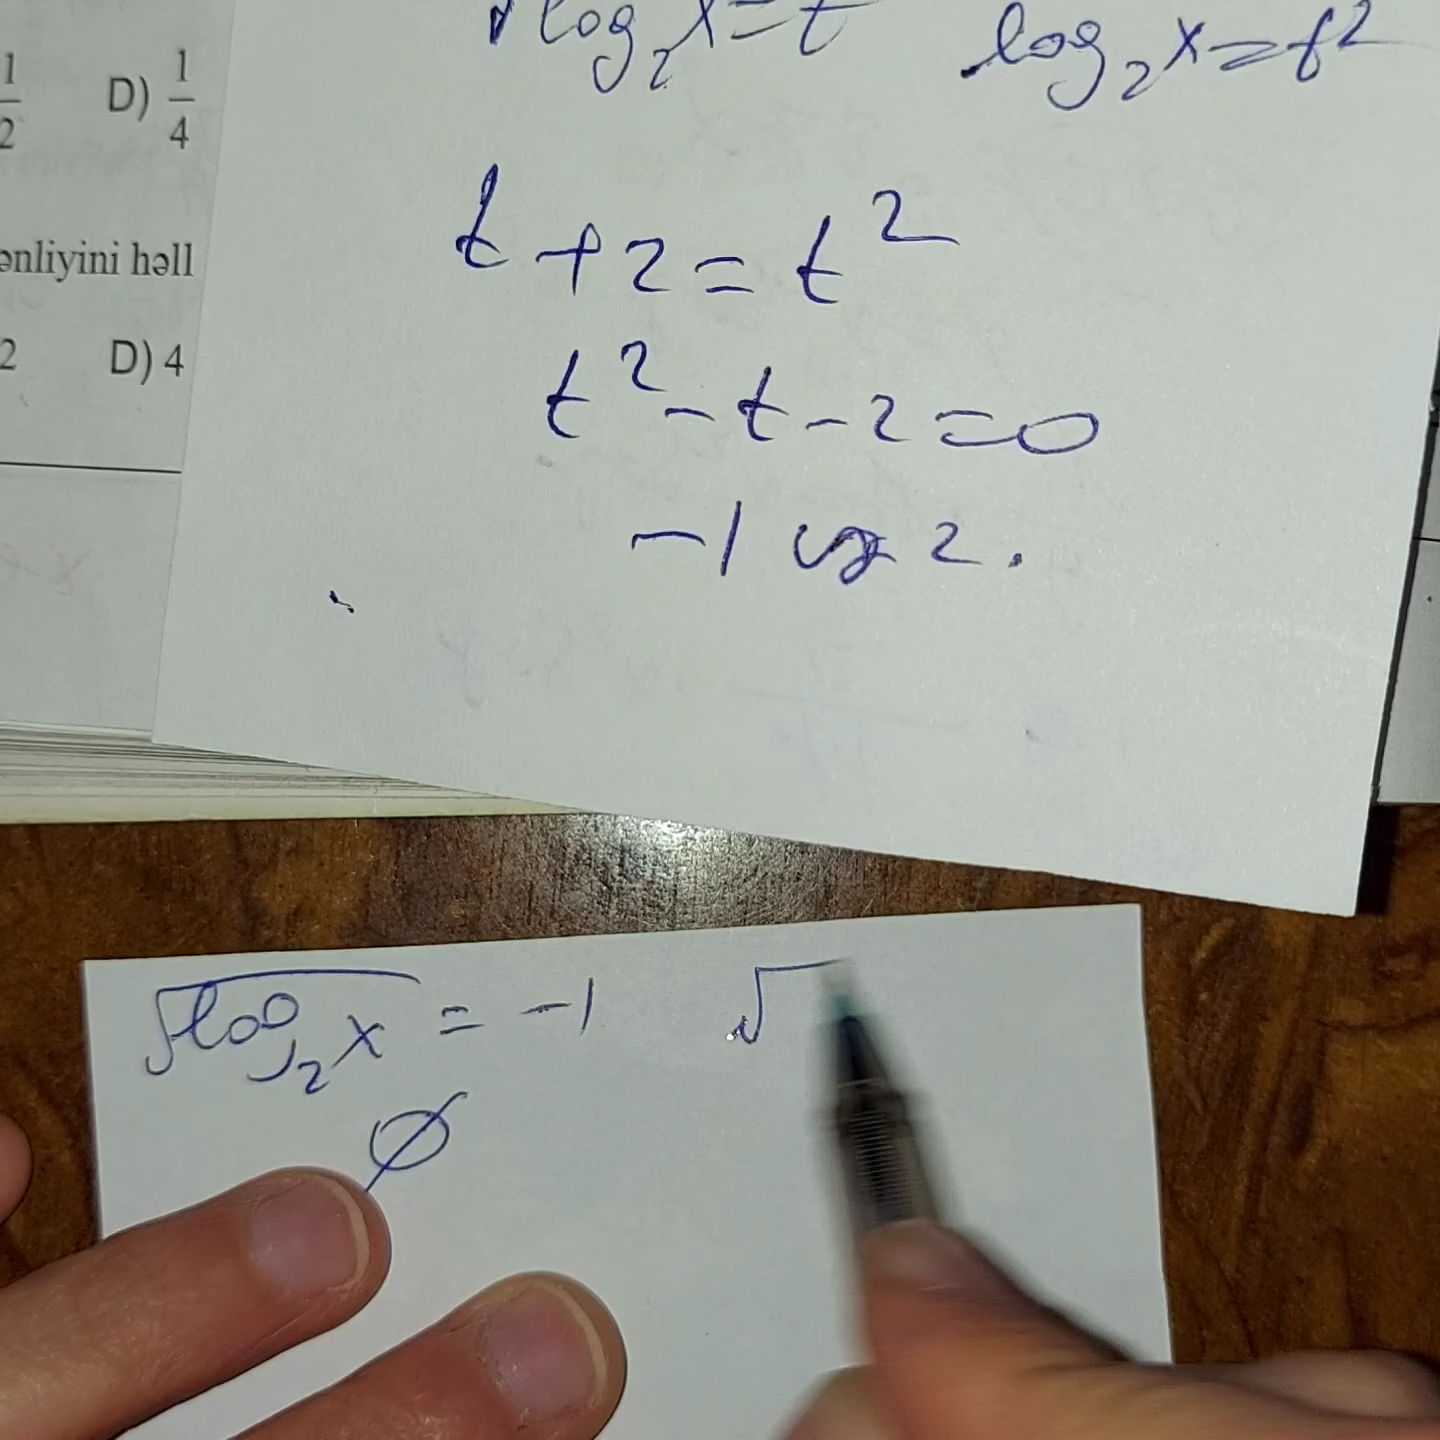 √log₂x=t log₂x=t²
1/2 D) 1/4
t+2=t²
ənliyini həll
2 D) 4
t²-t-2=0
-1 və 2.
√log₂x = -1 √
∅